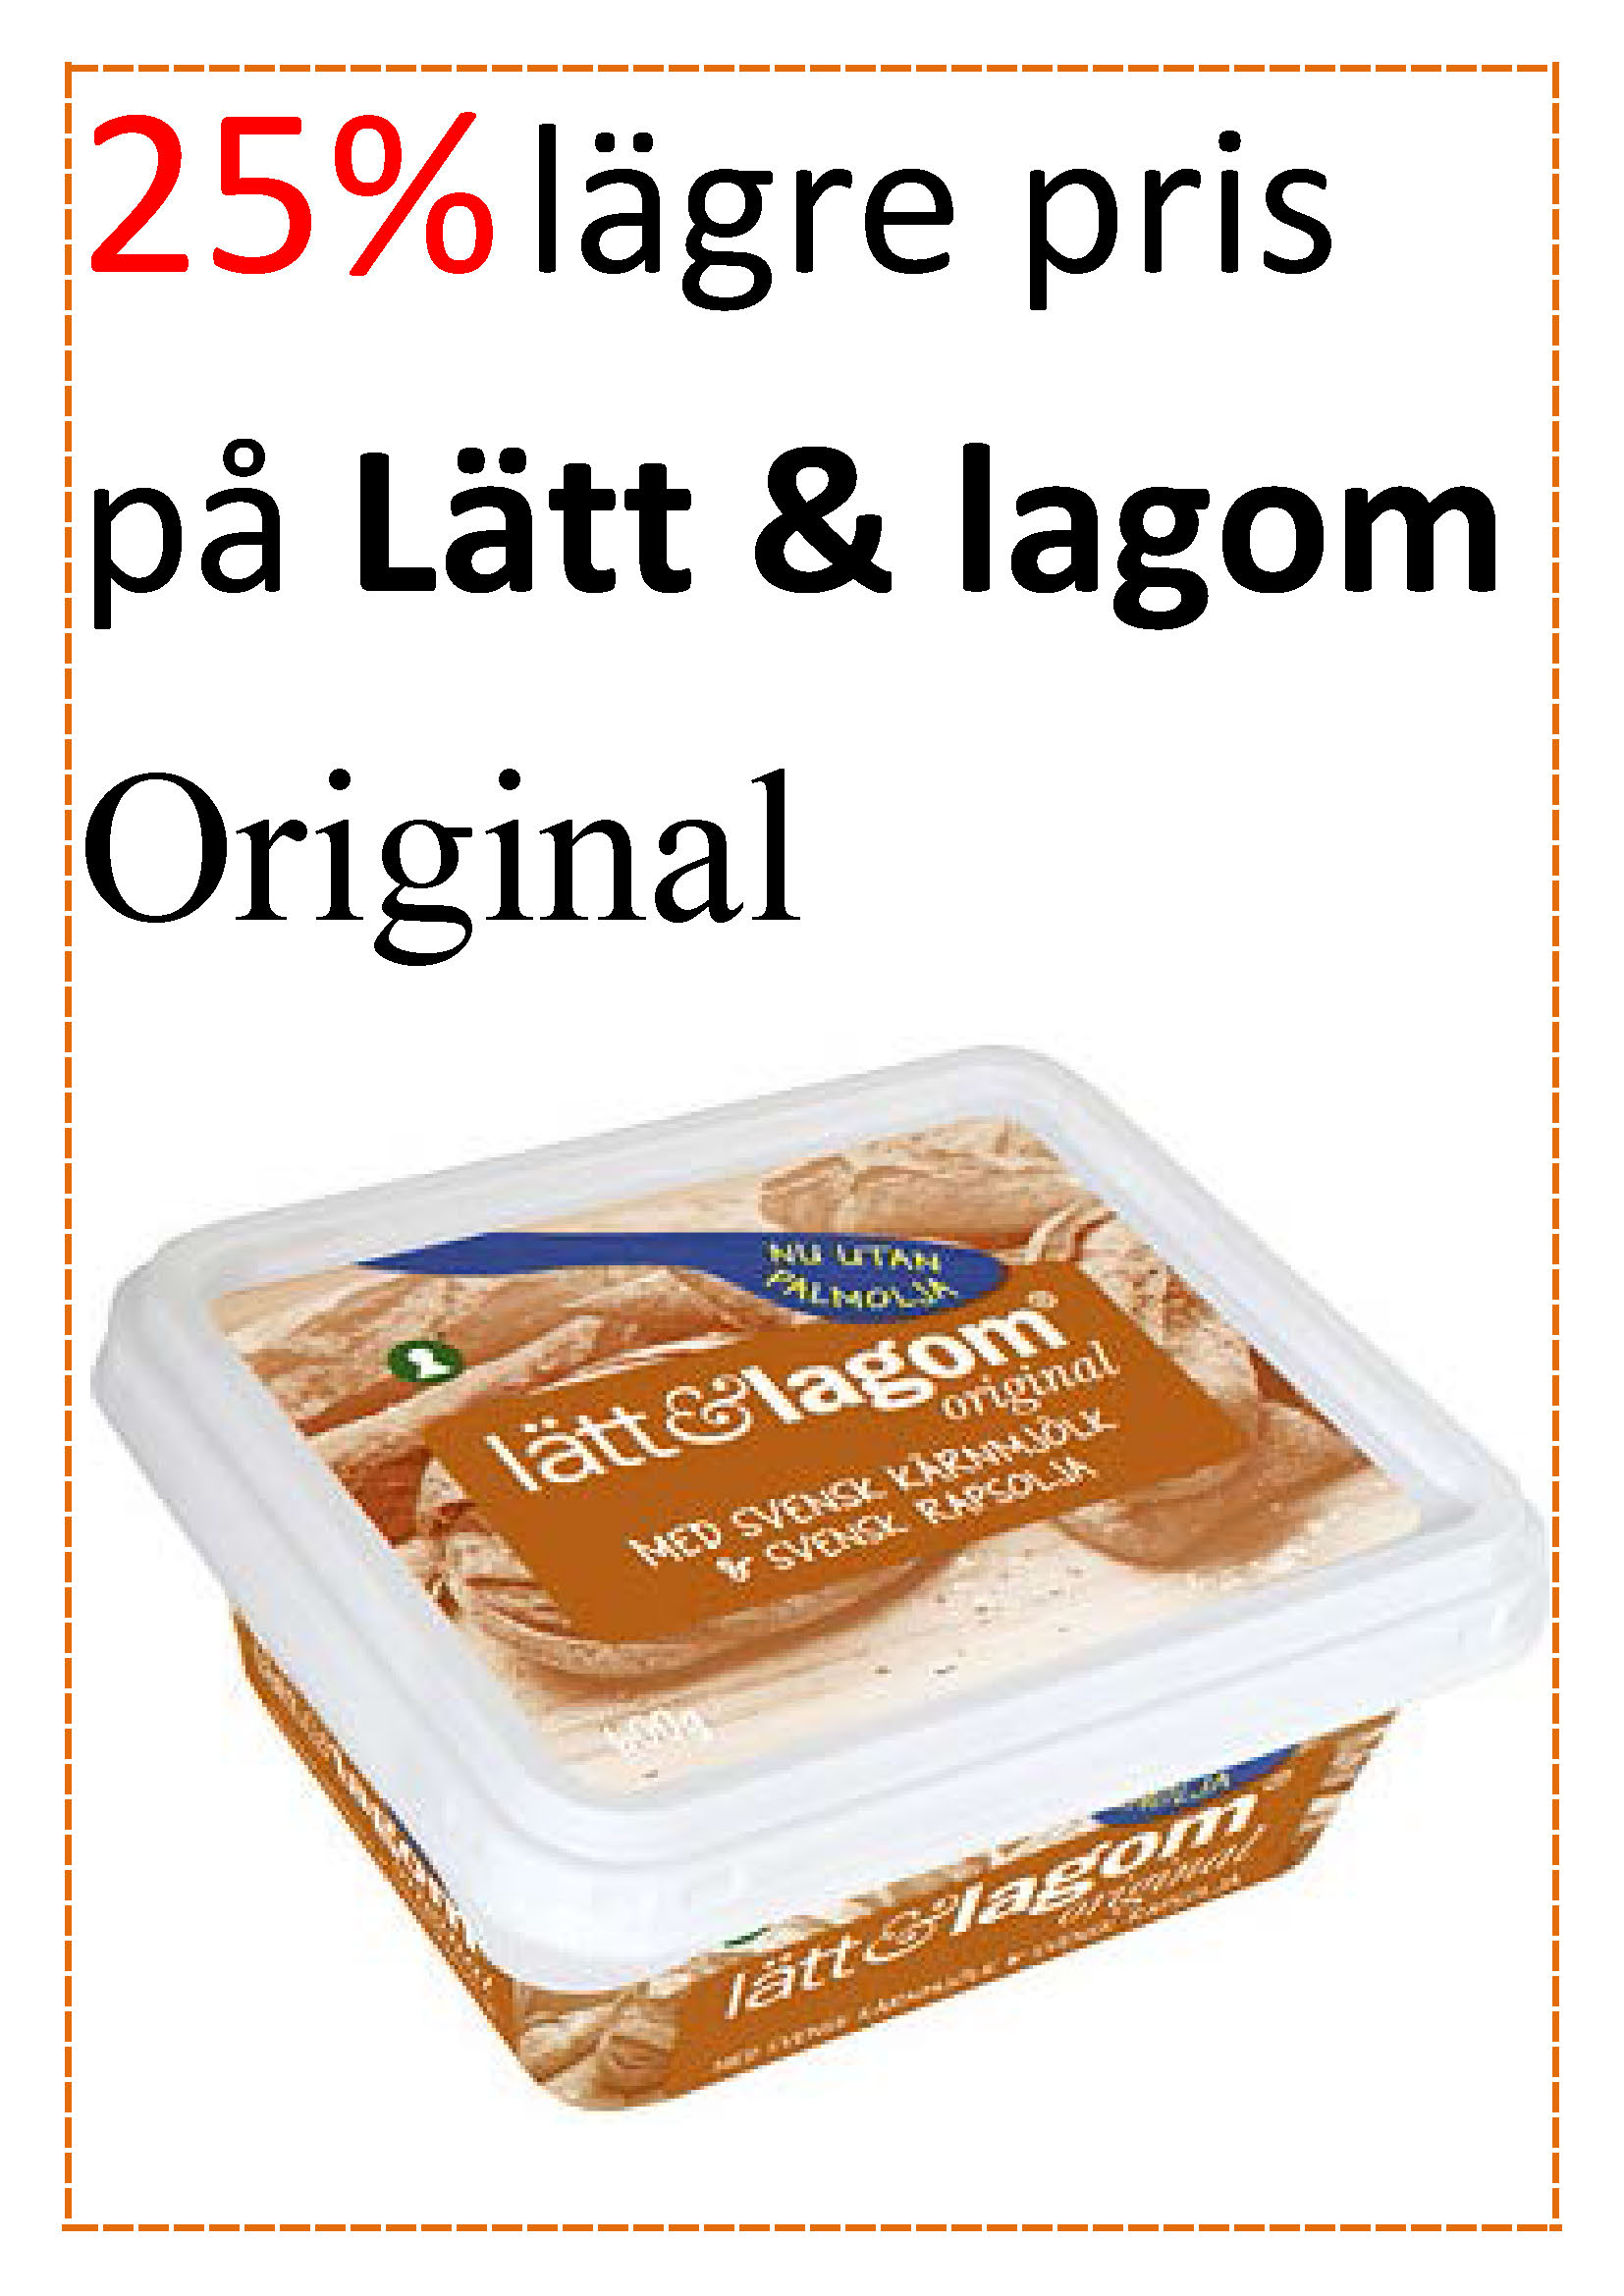 25% lägre pris
på Lätt & lagom
Original
NU UTAN
PALMOLJA
lätt&lagom®
original
MED SVENSK KÄRNMJÖLK
& SVENSK RAPSOLJA
lätt&lagom®
original